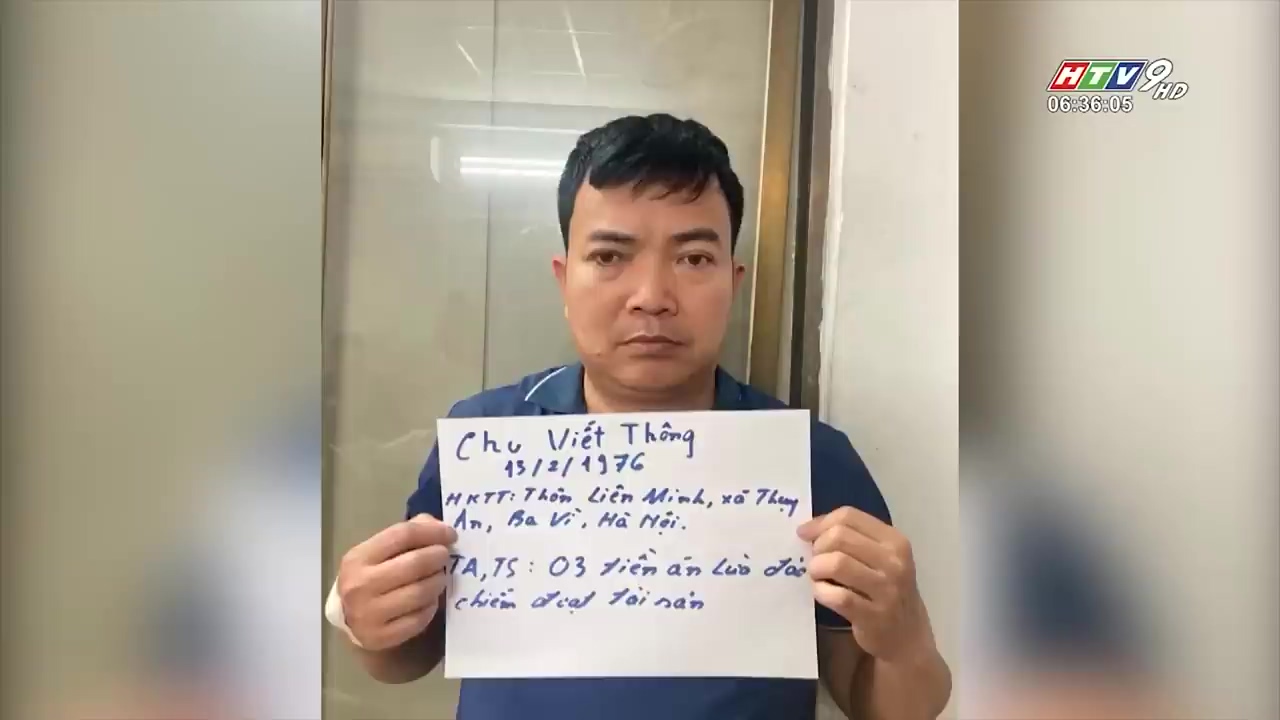 HTV9 HD
06:36:05
Chu Viết Thông
13/2/1976
HKTT: Thôn Liên Minh, xã Thụy
An, Ba Vì, Hà Nội.
TA, TS: 03 tiền án Lừa đảo
chiếm đoạt tài sản